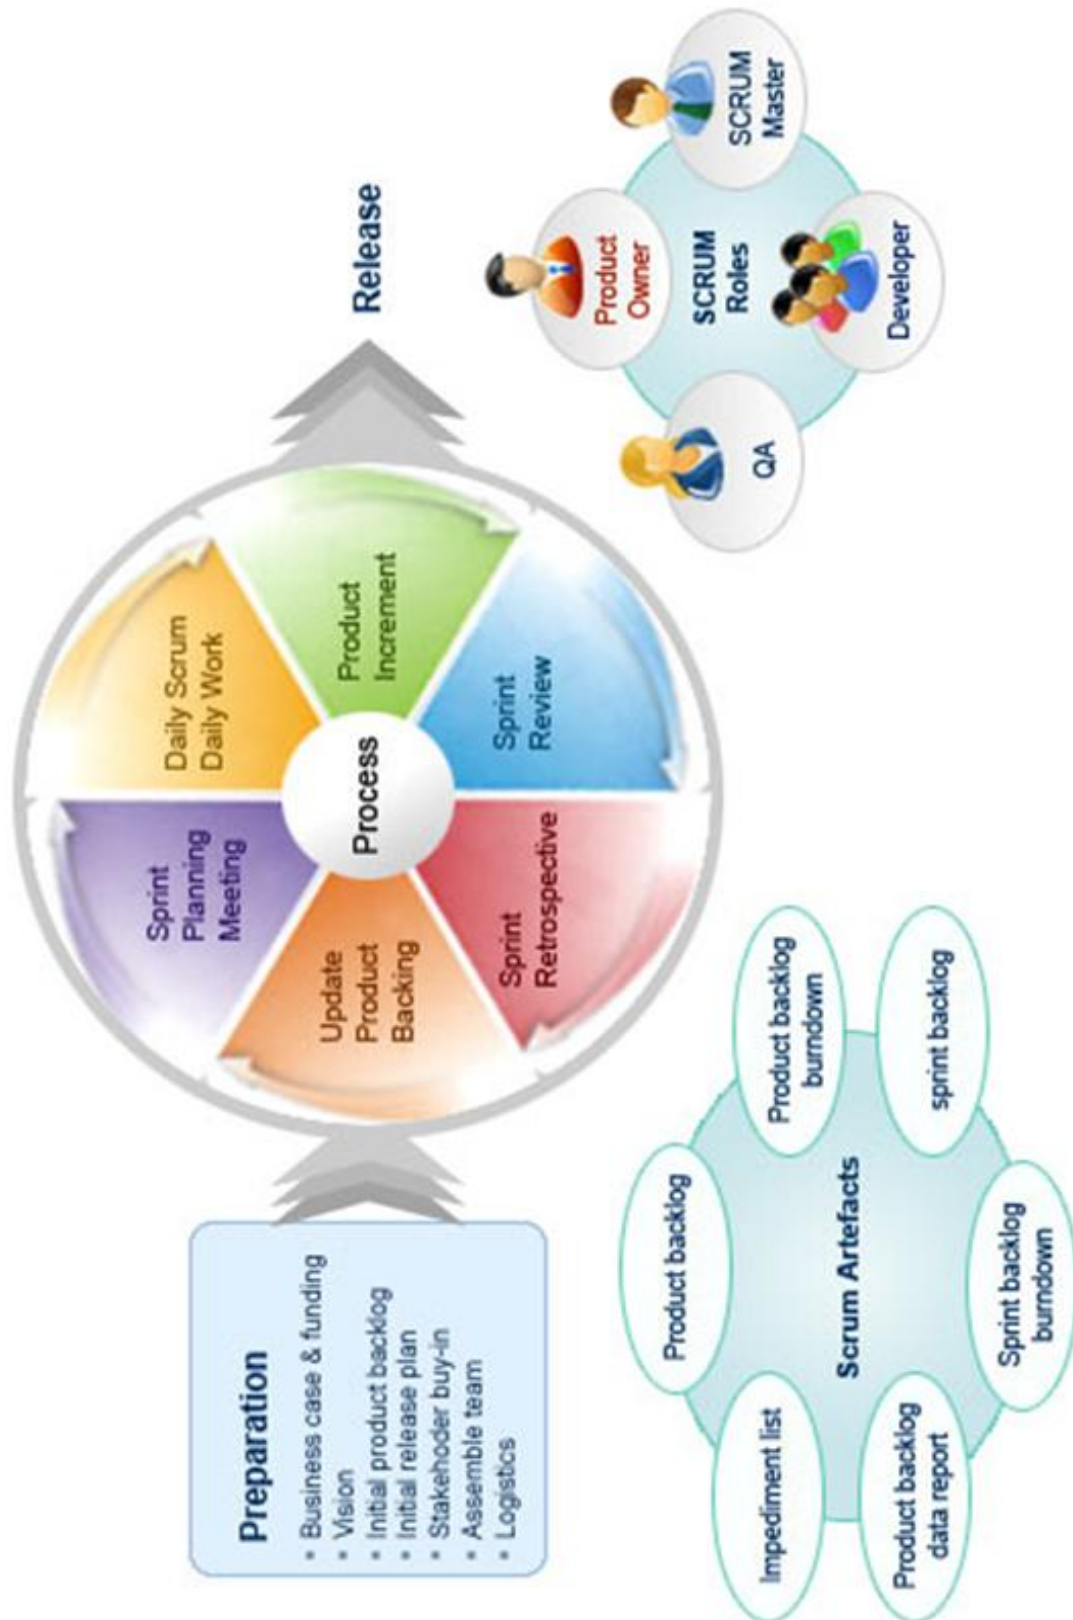 Preparation
• Business case & funding
• Vision
• Initial product backlog
• Initial release plan
• Stakehoder buy-in
• Assemble team
• Logistics
Process
Sprint
Planning
Meeting
Daily Scrum
Daily Work
Product
Increment
Sprint
Review
Sprint
Retrospective
Update
Product
Backing
Release
Scrum Artefacts
Product backlog
Product backlog
burndown
sprint backlog
Sprint backlog
burndown
Product backlog
data report
Impediment list
SCRUM
Roles
Product
Owner
SCRUM
Master
Developer
QA